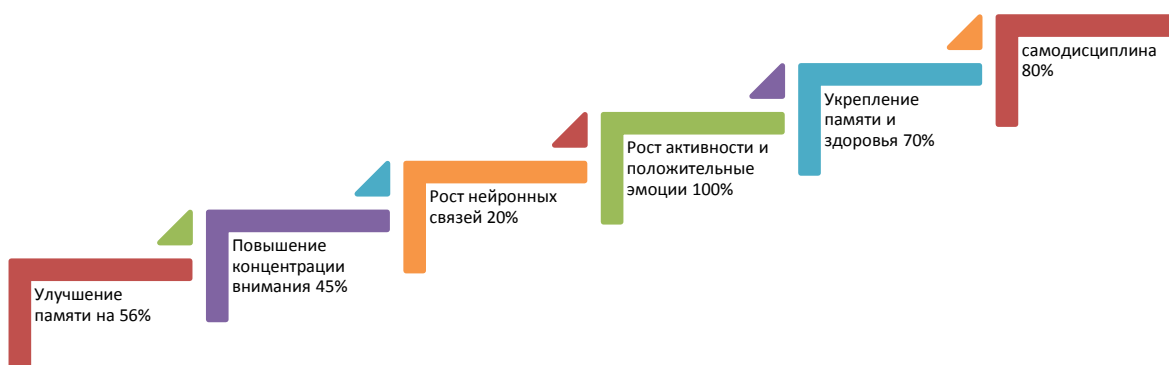 Улучшение
памяти на 56%
Повышение
концентрации
внимания 45%
Рост нейронных
связей 20%
Рост активности и
положительные
эмоции 100%
Укрепление
памяти и
здоровья 70%
самодисциплина
80%